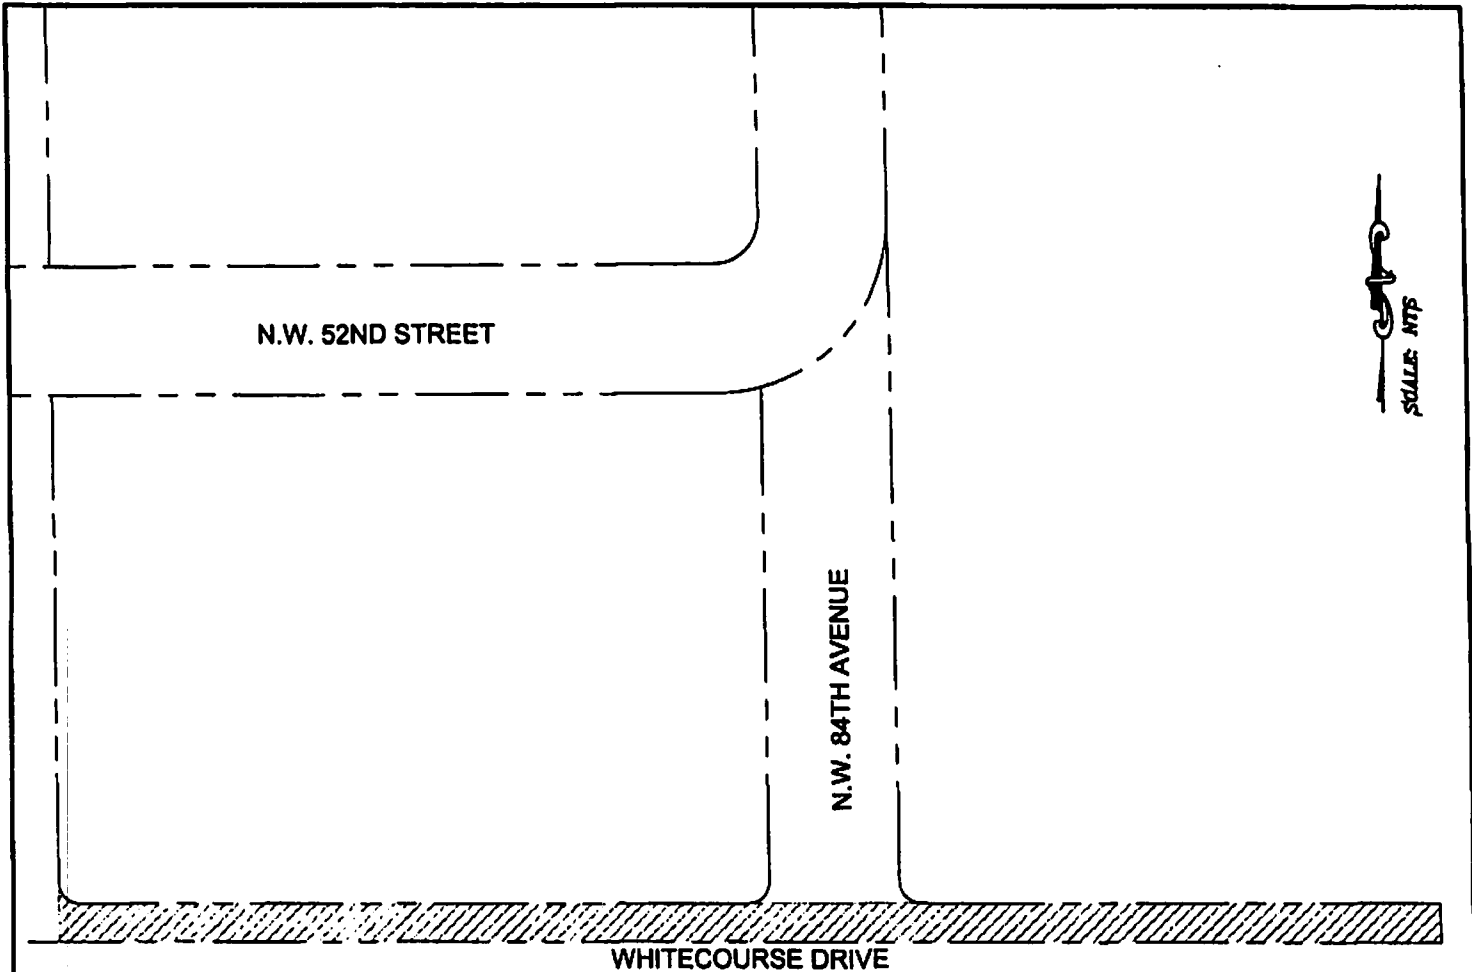 N.W. 52ND STREET
SCALE: NTS
N.W. 84TH AVENUE
WHITECOURSE DRIVE